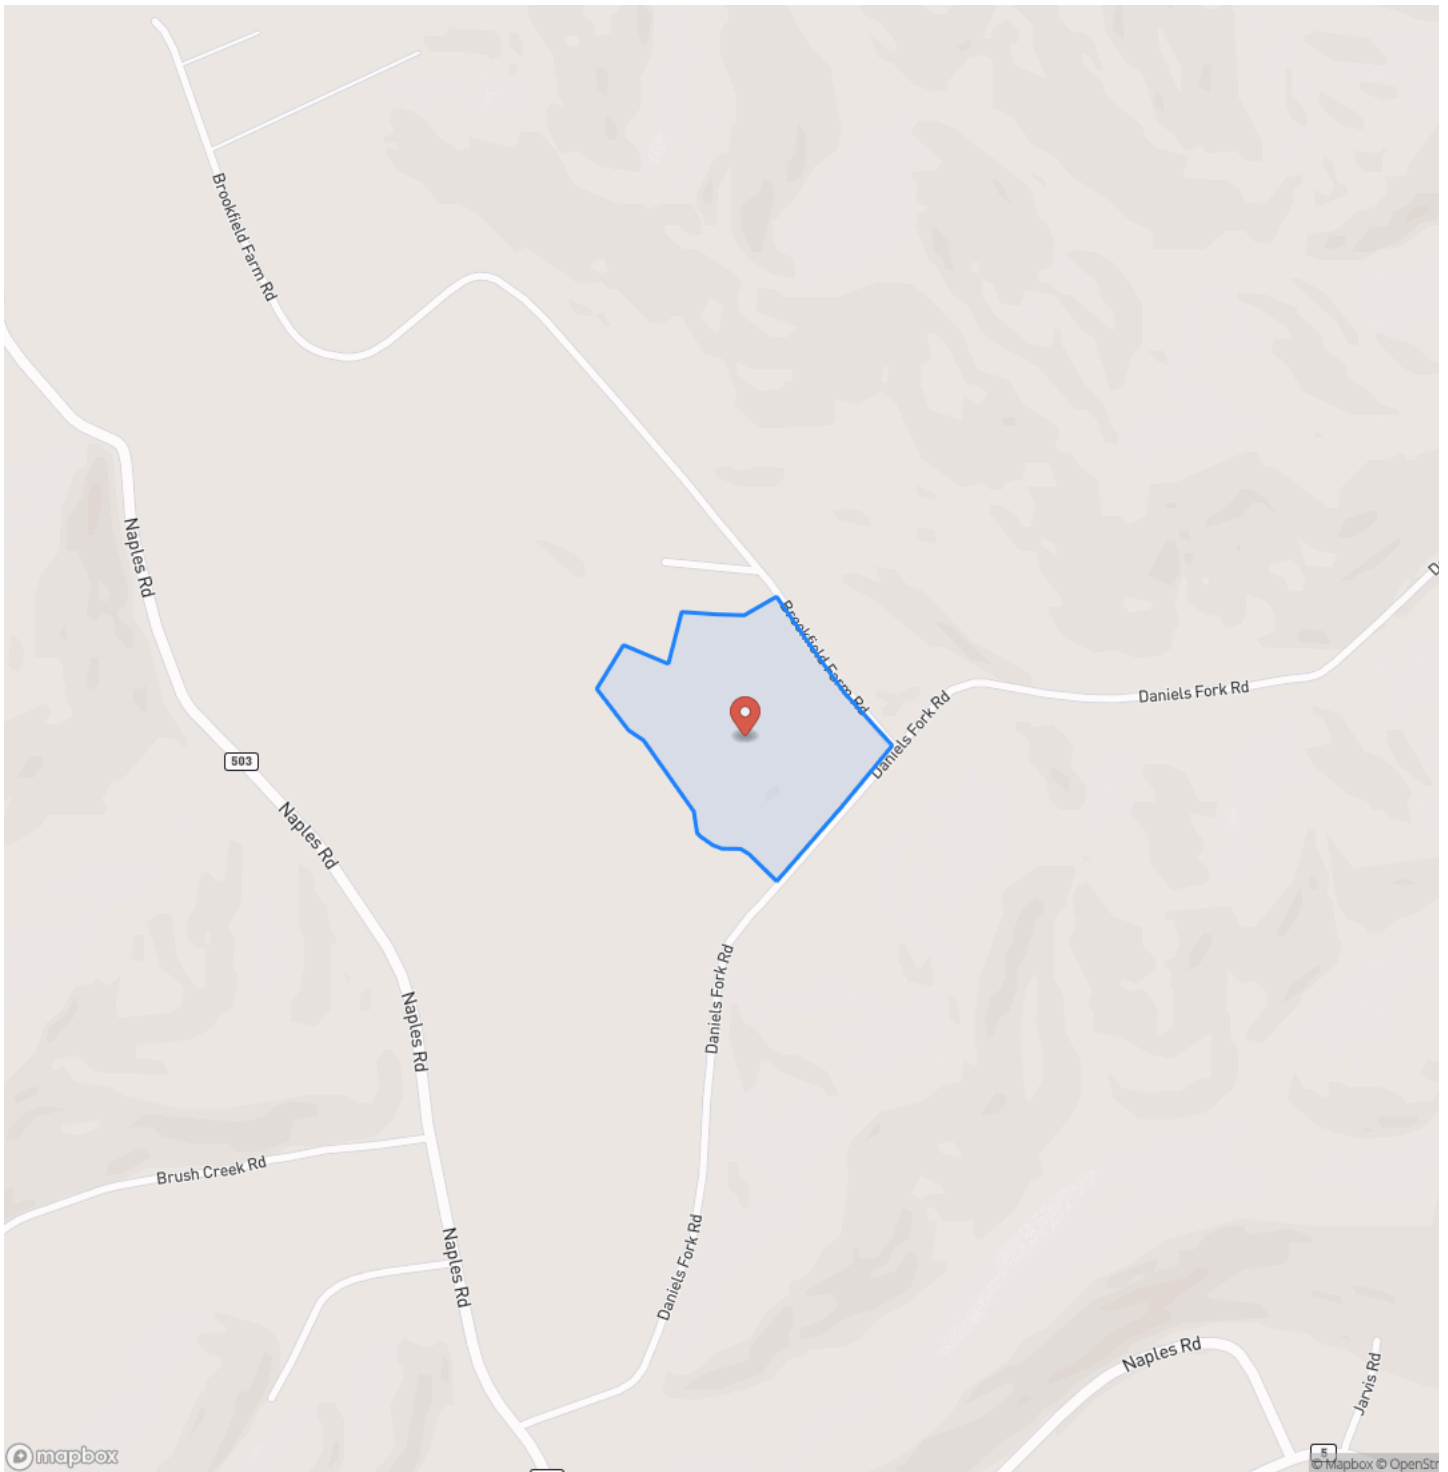 Brookfield Farm Rd
Naples Rd
D
Brookfield Farm Rd
Daniels Fork Rd
Daniels Fork Rd
503
Naples Rd
Daniels Fork Rd
Naples Rd
Brush Creek Rd
Daniels Fork Rd
Naples Rd
Naples Rd
Jarvis Rd
5
mapbox
© Mapbox © OpenStr